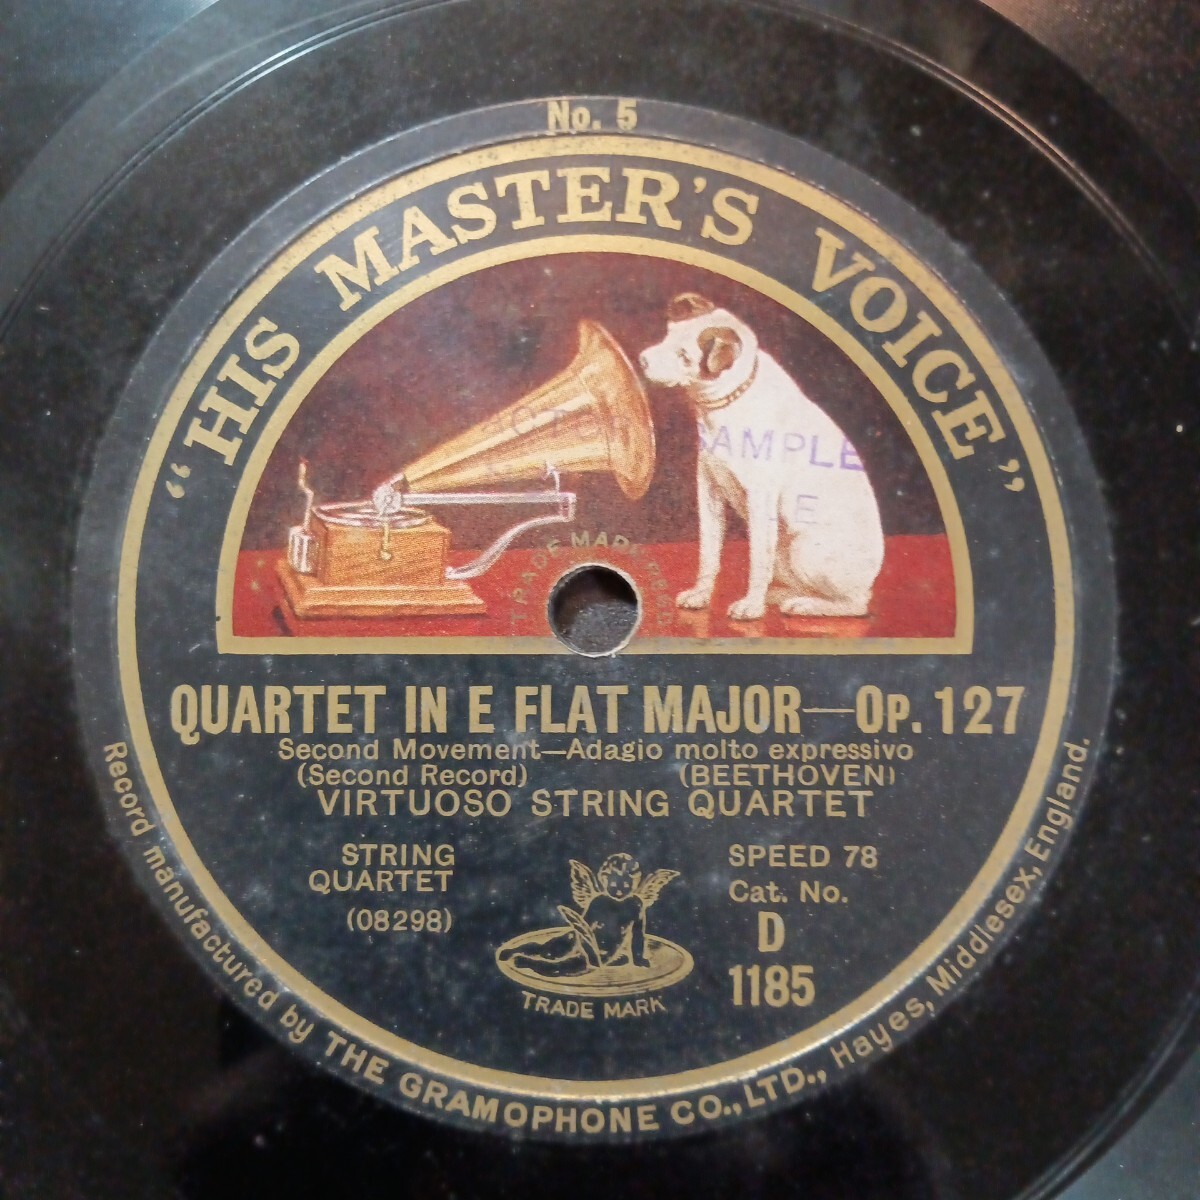 No. 5
“HIS MASTER'S VOICE”
SAMPLE
TRADE MARK
QUARTET IN E FLAT MAJOR—OP. 127
Second Movement—Adagio molto expressivo
(Second Record) (BEETHOVEN)
VIRTUOSO STRING QUARTET
STRING
QUARTET
(08298)
SPEED 78
Cat. No.
D
1185
TRADE MARK
Record manufactured by THE GRAMOPHONE CO., LTD., Hayes, Middlesex, England.